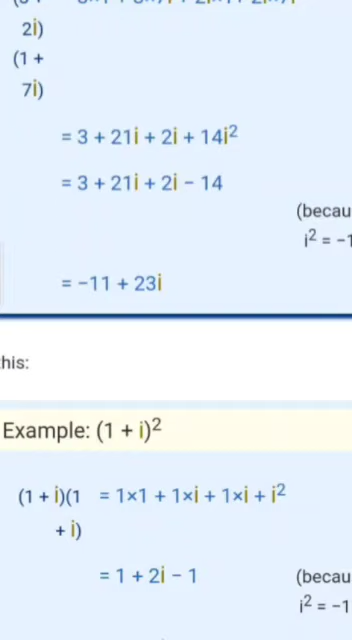 2i)
(1 +
7i)
= 3 + 21i + 2i + 14i²
= 3 + 21i + 2i − 14
(becau
i² = −1
= −11 + 23i
this:
Example: (1 + i)²
(1 + i)(1 = 1×1 + 1×i + 1×i + i²
+ i)
= 1 + 2i − 1 (becau
i² = −1